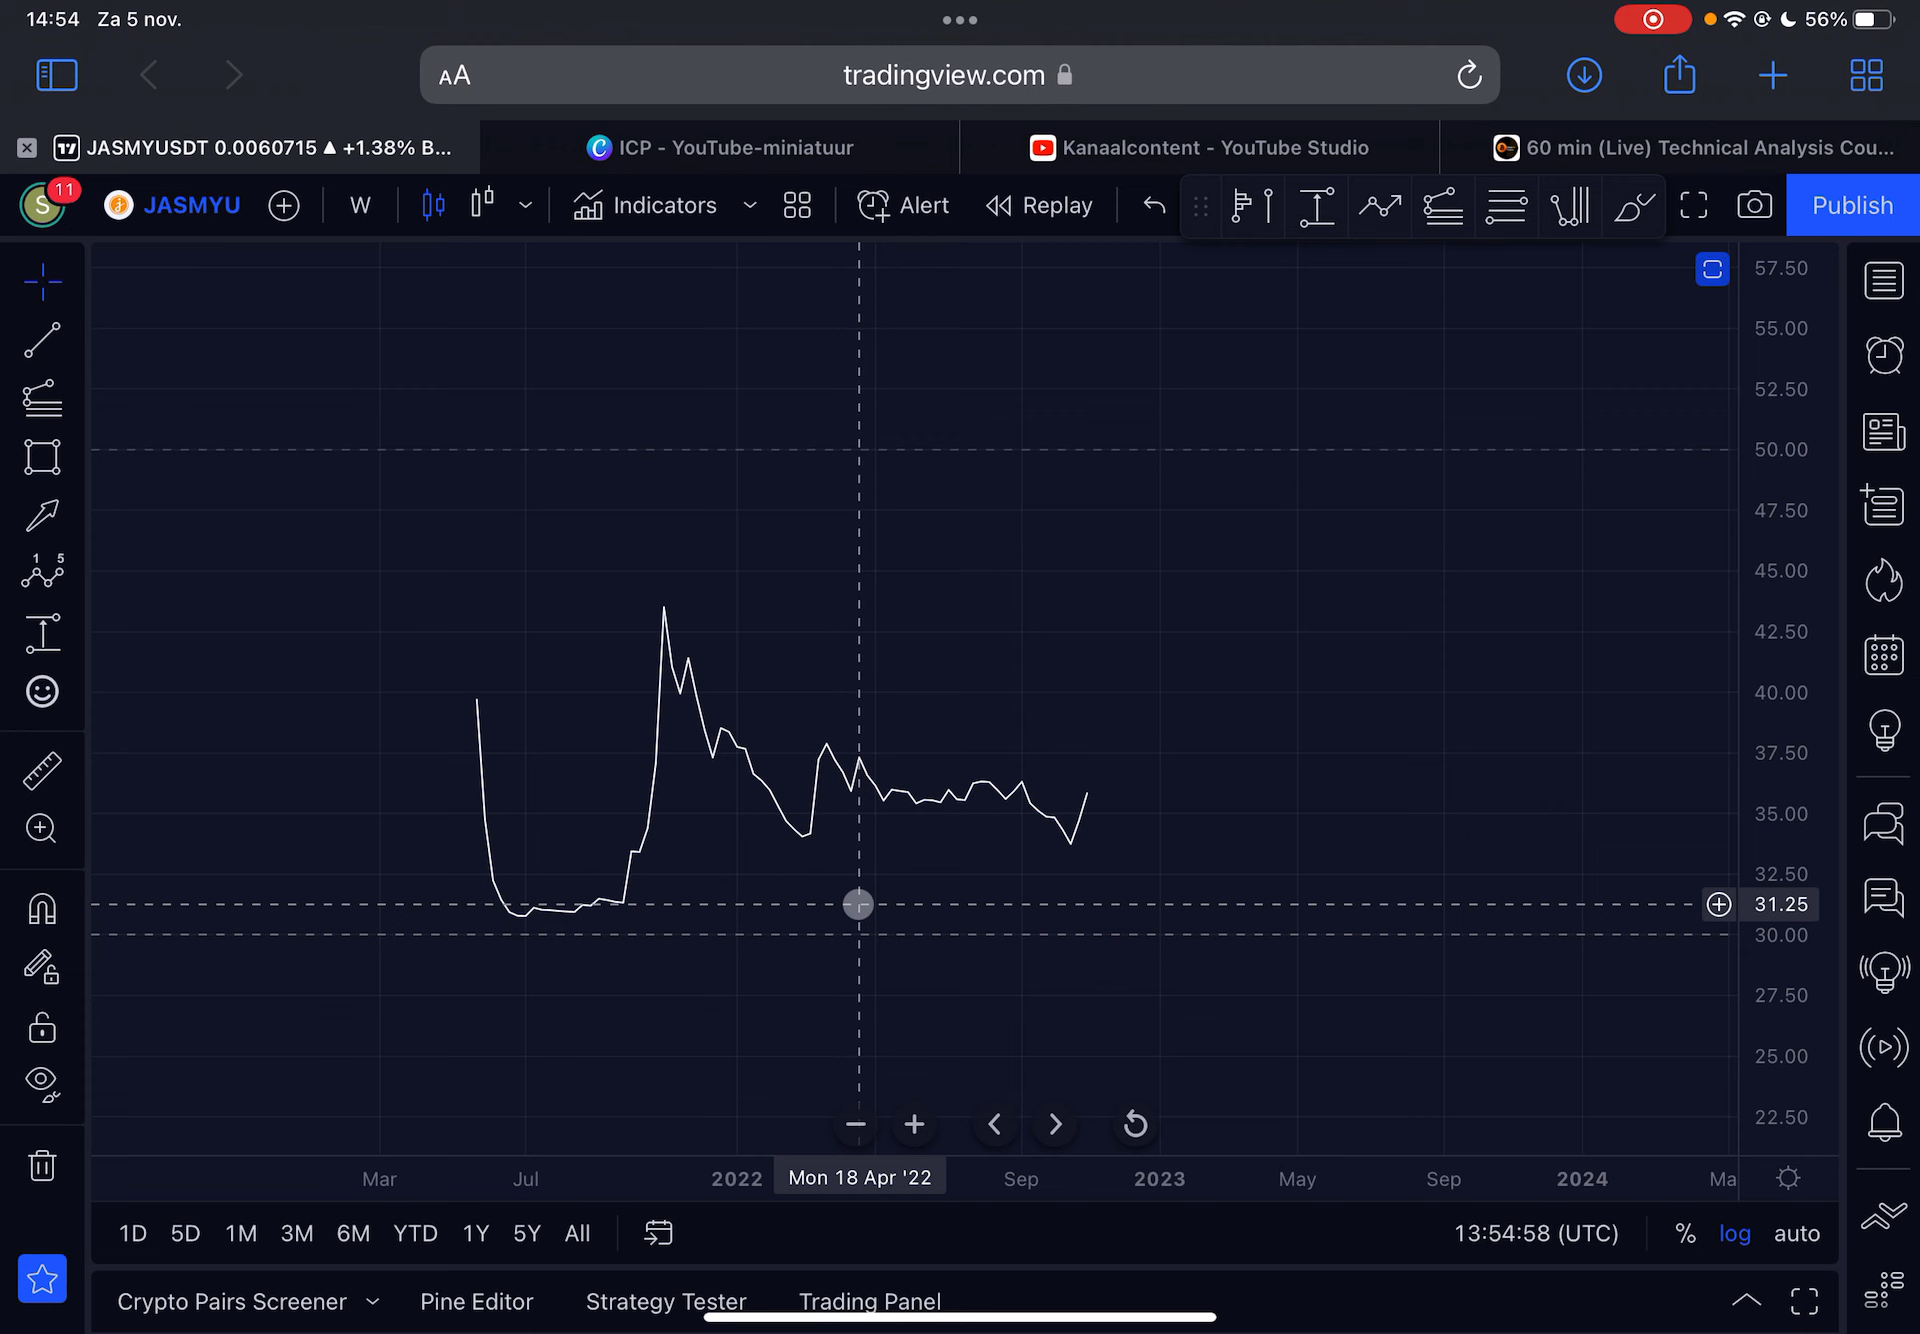 14:54 Za 5 nov.
56%
AA
tradingview.com
JASMYUSDT 0.0060715 ▲ +1.38% B...
ICP - YouTube-miniatuur
Kanaalcontent - YouTube Studio
60 min (Live) Technical Analysis Cou...
S
11
JASMYU
W
Indicators
Alert
Replay
Publish
57.50
55.00
52.50
50.00
47.50
45.00
42.50
40.00
37.50
35.00
32.50
31.25
30.00
27.50
25.00
22.50
1 5
Mar
Jul
2022
Mon 18 Apr '22
Sep
2023
May
Sep
2024
Ma
1D 5D 1M 3M 6M YTD 1Y 5Y All
13:54:58 (UTC)
% log auto
Crypto Pairs Screener
Pine Editor
Strategy Tester
Trading Panel